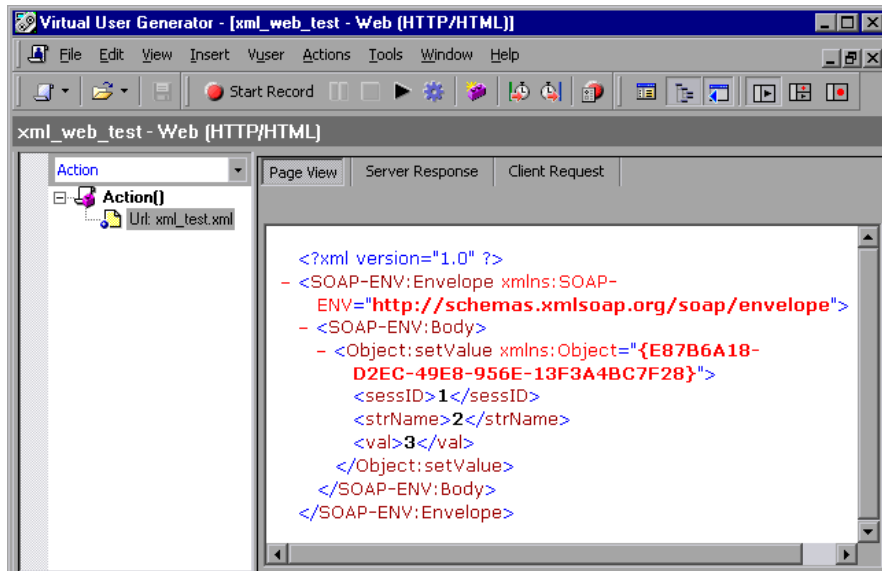 Virtual User Generator - [xml_web_test - Web (HTTP/HTML)]
File Edit View Insert Vuser Actions Tools Window Help
Start Record
xml_web_test - Web (HTTP/HTML)
Action
Page View Server Response Client Request
Action()
Url: xml_test.xml
<?xml version="1.0" ?>
- <SOAP-ENV:Envelope xmlns:SOAP-
ENV="http://schemas.xmlsoap.org/soap/envelope">
- <SOAP-ENV:Body>
- <Object:setValue xmlns:Object="{E87B6A18-
D2EC-49E8-956E-13F3A4BC7F28}">
<sessID>1</sessID>
<strName>2</strName>
<val>3</val>
</Object:setValue>
</SOAP-ENV:Body>
</SOAP-ENV:Envelope>